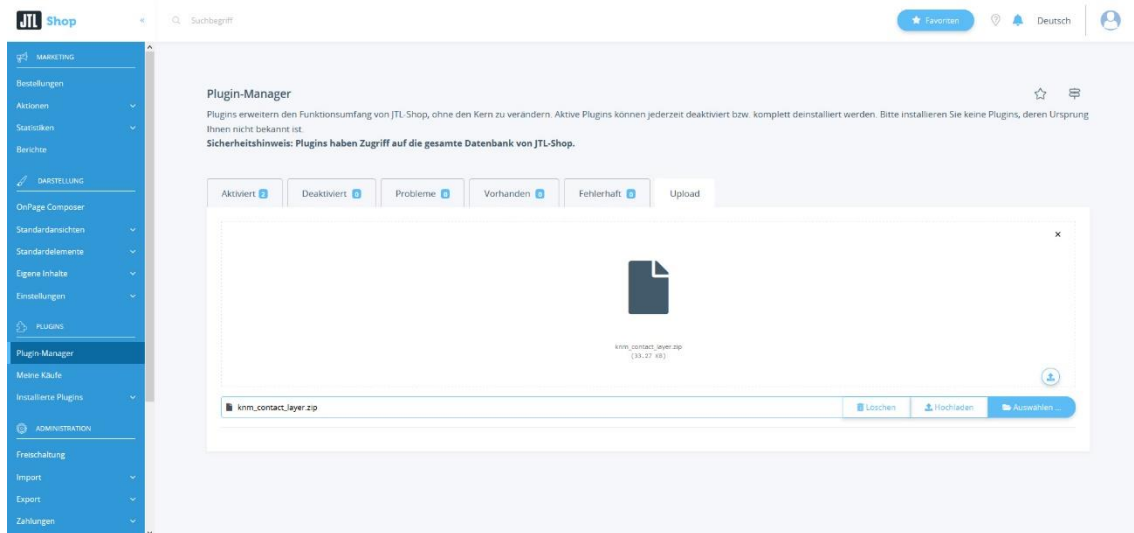 JTL Shop
Suchbegriff
Favoriten
Deutsch
MARKETING
Bestellungen
Aktionen
Statistiken
Berichte
DARSTELLUNG
OnPage Composer
Standardansichten
Standardelemente
Eigene Inhalte
Einstellungen
PLUGINS
Plugin-Manager
Meine Käufe
Installierte Plugins
ADMINISTRATION
Freischaltung
Import
Export
Zahlungen
Plugin-Manager
Plugins erweitern den Funktionsumfang von JTL-Shop, ohne den Kern zu verändern. Aktive Plugins können jederzeit deaktiviert bzw. komplett deinstalliert werden. Bitte installieren Sie keine Plugins, deren Ursprung
Ihnen nicht bekannt ist.
Sicherheitshinweis: Plugins haben Zugriff auf die gesamte Datenbank von JTL-Shop.
Aktiviert 2 Deaktiviert 0 Probleme Vorhanden Fehlerhaft 0 Upload
knm_contact_layer.zip
(33.27 KB)
knm_contact_layer.zip
Löschen Hochladen Auswählen ...